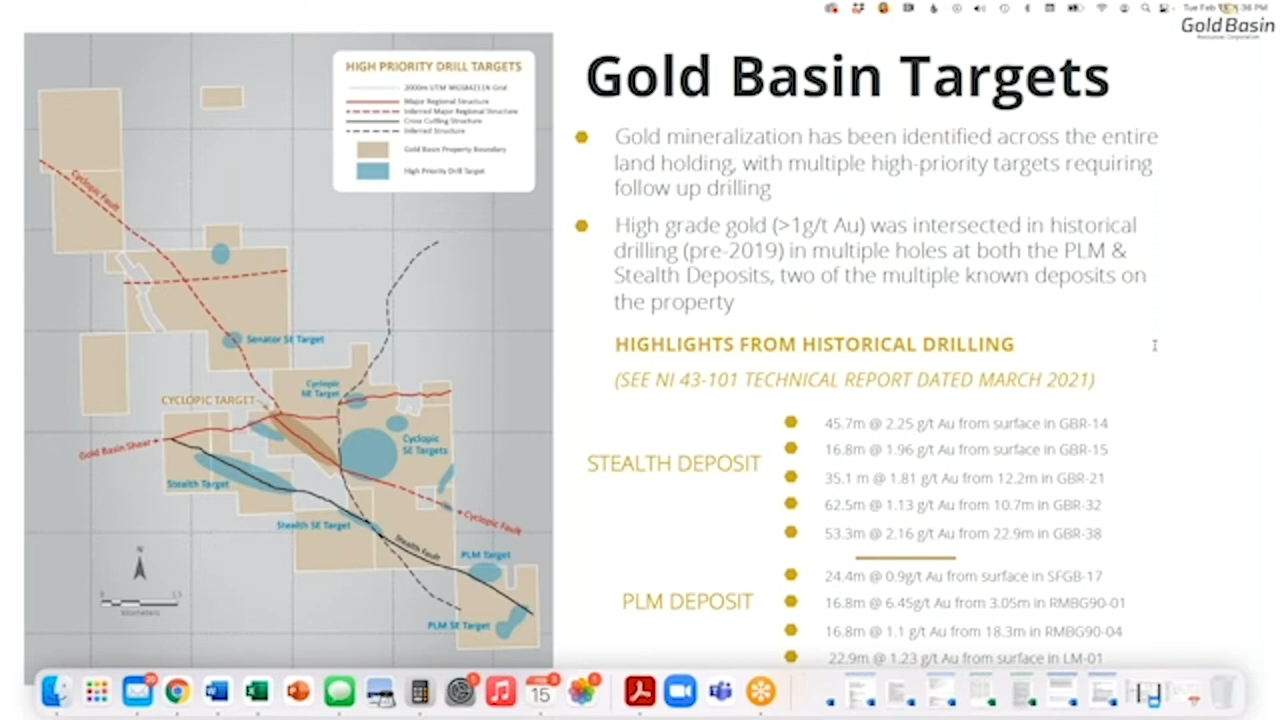 Tue Feb
36 PM
Gold Basin
HIGH PRIORITY DRILL TARGETS
Major Regional Structure
Inferred Major Regional Structure
Cross Cutting Structure
Inferred Structure
Gold Basin Property Boundary
High Priority Drill Target
Cyclopic Fault
Senator SE Target
Cyclopic
NE Target
CYCLOPIC TARGET
Gold Basin Shear
Cyclopic
SE Targets
Stealth Target
Stealth SE Target
Cyclopic Fault
Stealth Fault
PLM Target
PLM SE Target
N
kilometers
Gold Basin Targets
Gold mineralization has been identified across the entire
land holding, with multiple high-priority targets requiring
follow up drilling
High grade gold (>1g/t Au) was intersected in historical
drilling (pre-2019) in multiple holes at both the PLM &
Stealth Deposits, two of the multiple known deposits on
the property
HIGHLIGHTS FROM HISTORICAL DRILLING
(SEE NI 43-101 TECHNICAL REPORT DATED MARCH 2021)
STEALTH DEPOSIT
45.7m @ 2.25 g/t Au from surface in GBR-14
16.8m @ 1.96 g/t Au from surface in GBR-15
35.1 m @ 1.81 g/t Au from 12.2m in GBR-21
62.5m @ 1.13 g/t Au from 10.7m in GBR-32
53.3m @ 2.16 g/t Au from 22.9m in GBR-38
PLM DEPOSIT
24.4m @ 0.9g/t Au from surface in SFGB-17
16.8m @ 6.45g/t Au from 3.05m in RMBG90-01
16.8m @ 1.1 g/t Au from 18.3m in RMBG90-04
22.9m @ 1.23 g/t Au from surface in LM-01
15